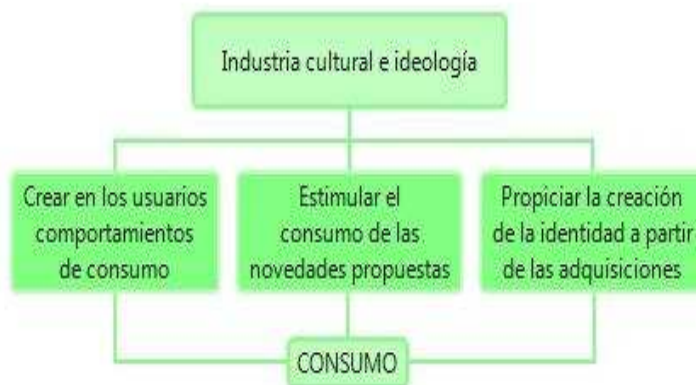 Industria cultural e ideología
Crear en los usuarios
comportamientos
de consumo
Estimular el
consumo de las
novedades propuestas
Propiciar la creación
de la identidad a partir
de las adquisiciones
CONSUMO